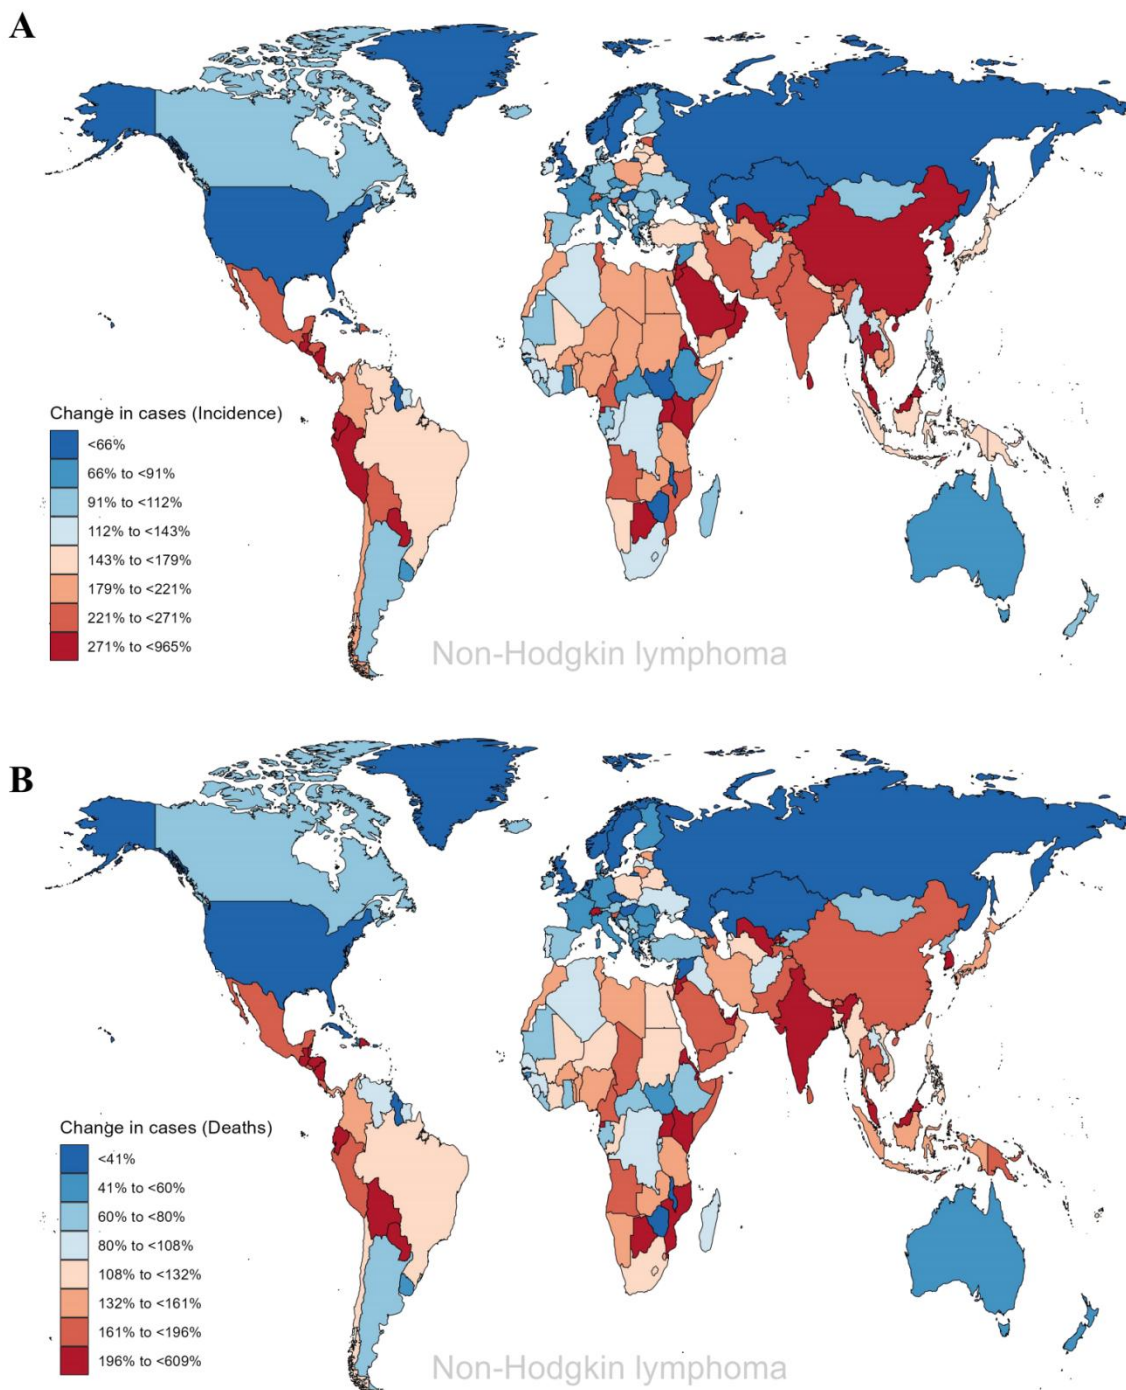 A
Change in cases (Incidence)
<66%
66% to <91%
91% to <112%
112% to <143%
143% to <179%
179% to <221%
221% to <271%
271% to <965%
Non-Hodgkin lymphoma
B
Change in cases (Deaths)
<41%
41% to <60%
60% to <80%
80% to <108%
108% to <132%
132% to <161%
161% to <196%
196% to <609%
Non-Hodgkin lymphoma